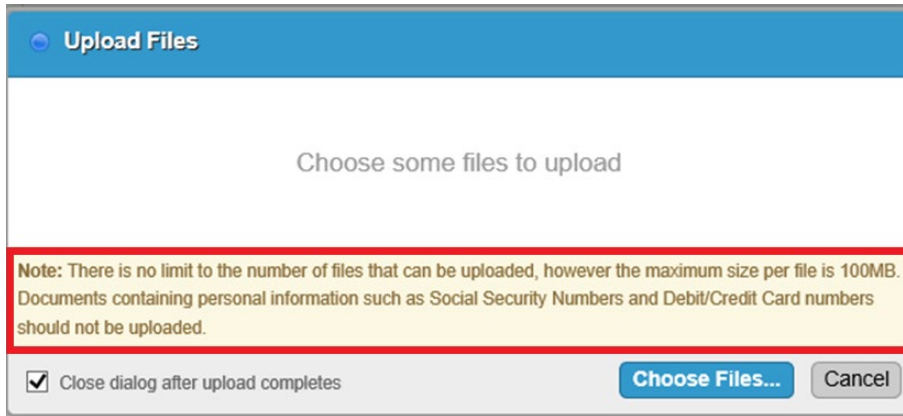 Upload Files
Choose some files to upload
Note: There is no limit to the number of files that can be uploaded, however the maximum size per file is 100MB.
Documents containing personal information such as Social Security Numbers and Debit/Credit Card numbers
should not be uploaded.
Close dialog after upload completes
Choose Files...
Cancel